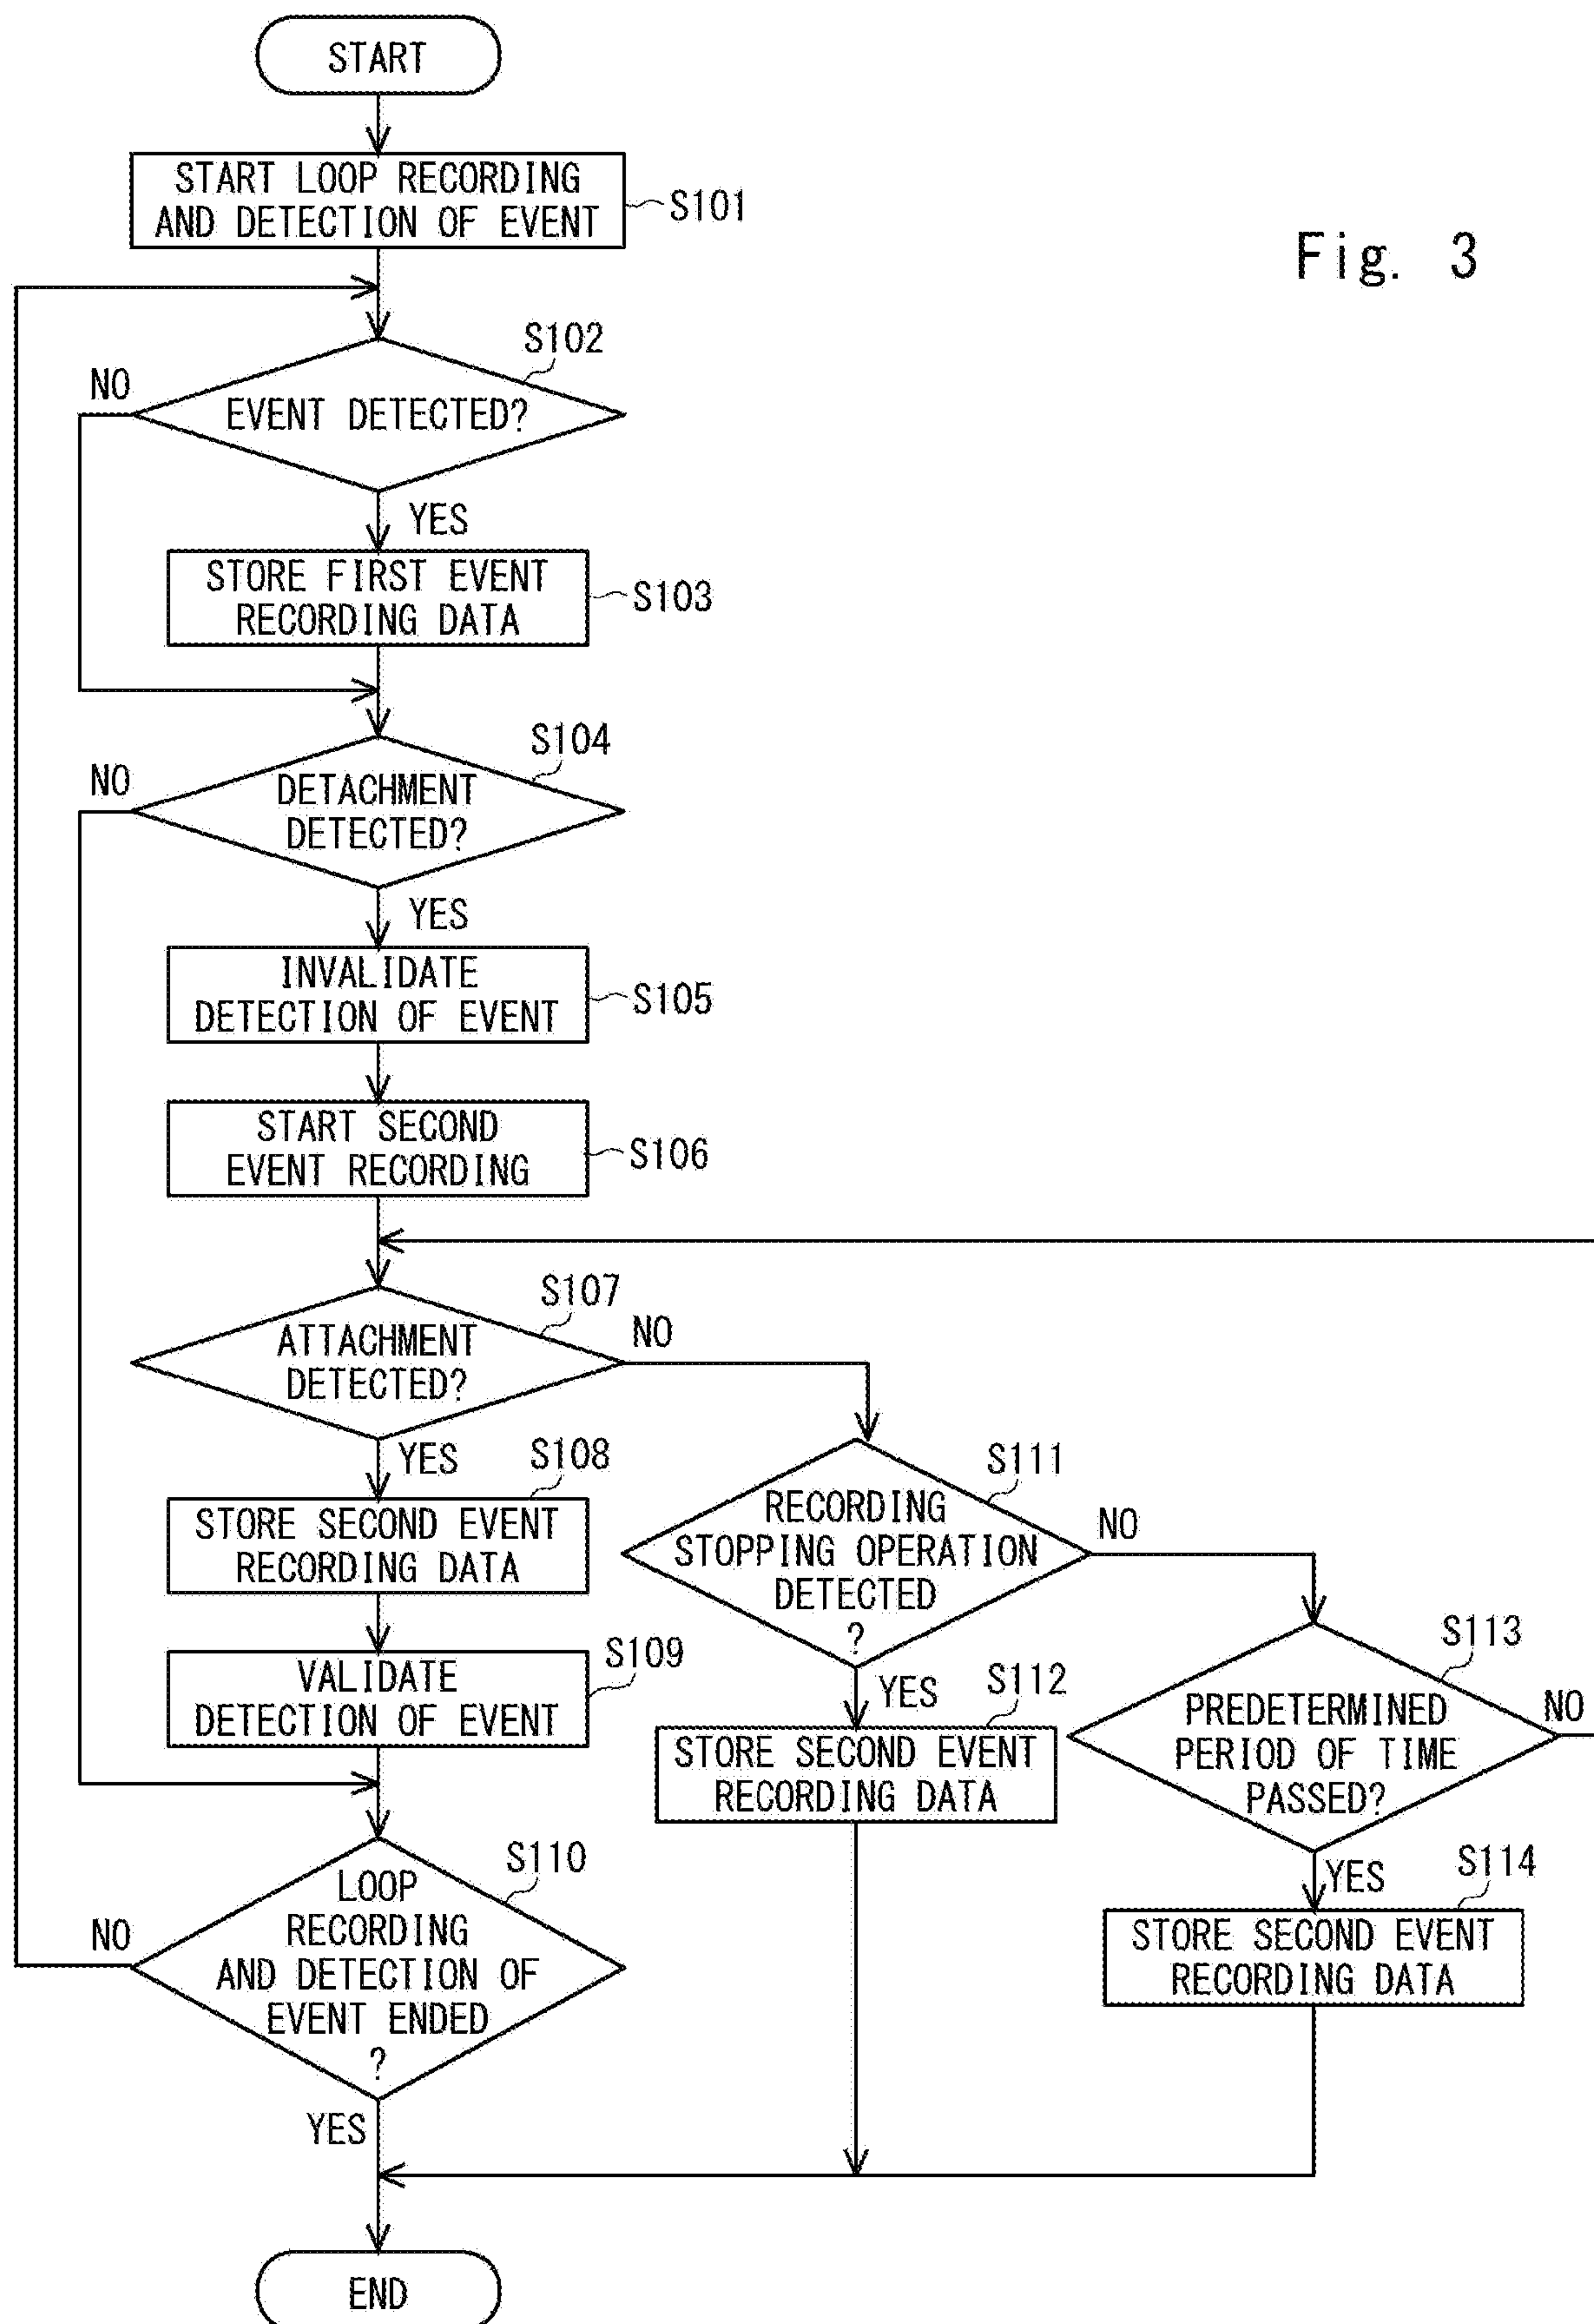 START
START LOOP RECORDING
AND DETECTION OF EVENT
S101
Fig. 3
S102
NO
EVENT DETECTED?
YES
STORE FIRST EVENT
RECORDING DATA
S103
S104
NO
DETACHMENT
DETECTED?
YES
INVALIDATE
DETECTION OF EVENT
S105
START SECOND
EVENT RECORDING
S106
S107
NO
ATTACHMENT
DETECTED?
YES
S108
STORE SECOND EVENT
RECORDING DATA
S109
VALIDATE
DETECTION OF EVENT
S110
NO
LOOP
RECORDING
AND DETECTION OF
EVENT ENDED
?
YES
S111
NO
RECORDING
STOPPING OPERATION
DETECTED
?
YES
S112
STORE SECOND EVENT
RECORDING DATA
S113
NO
PREDETERMINED
PERIOD OF TIME
PASSED?
YES
S114
STORE SECOND EVENT
RECORDING DATA
END